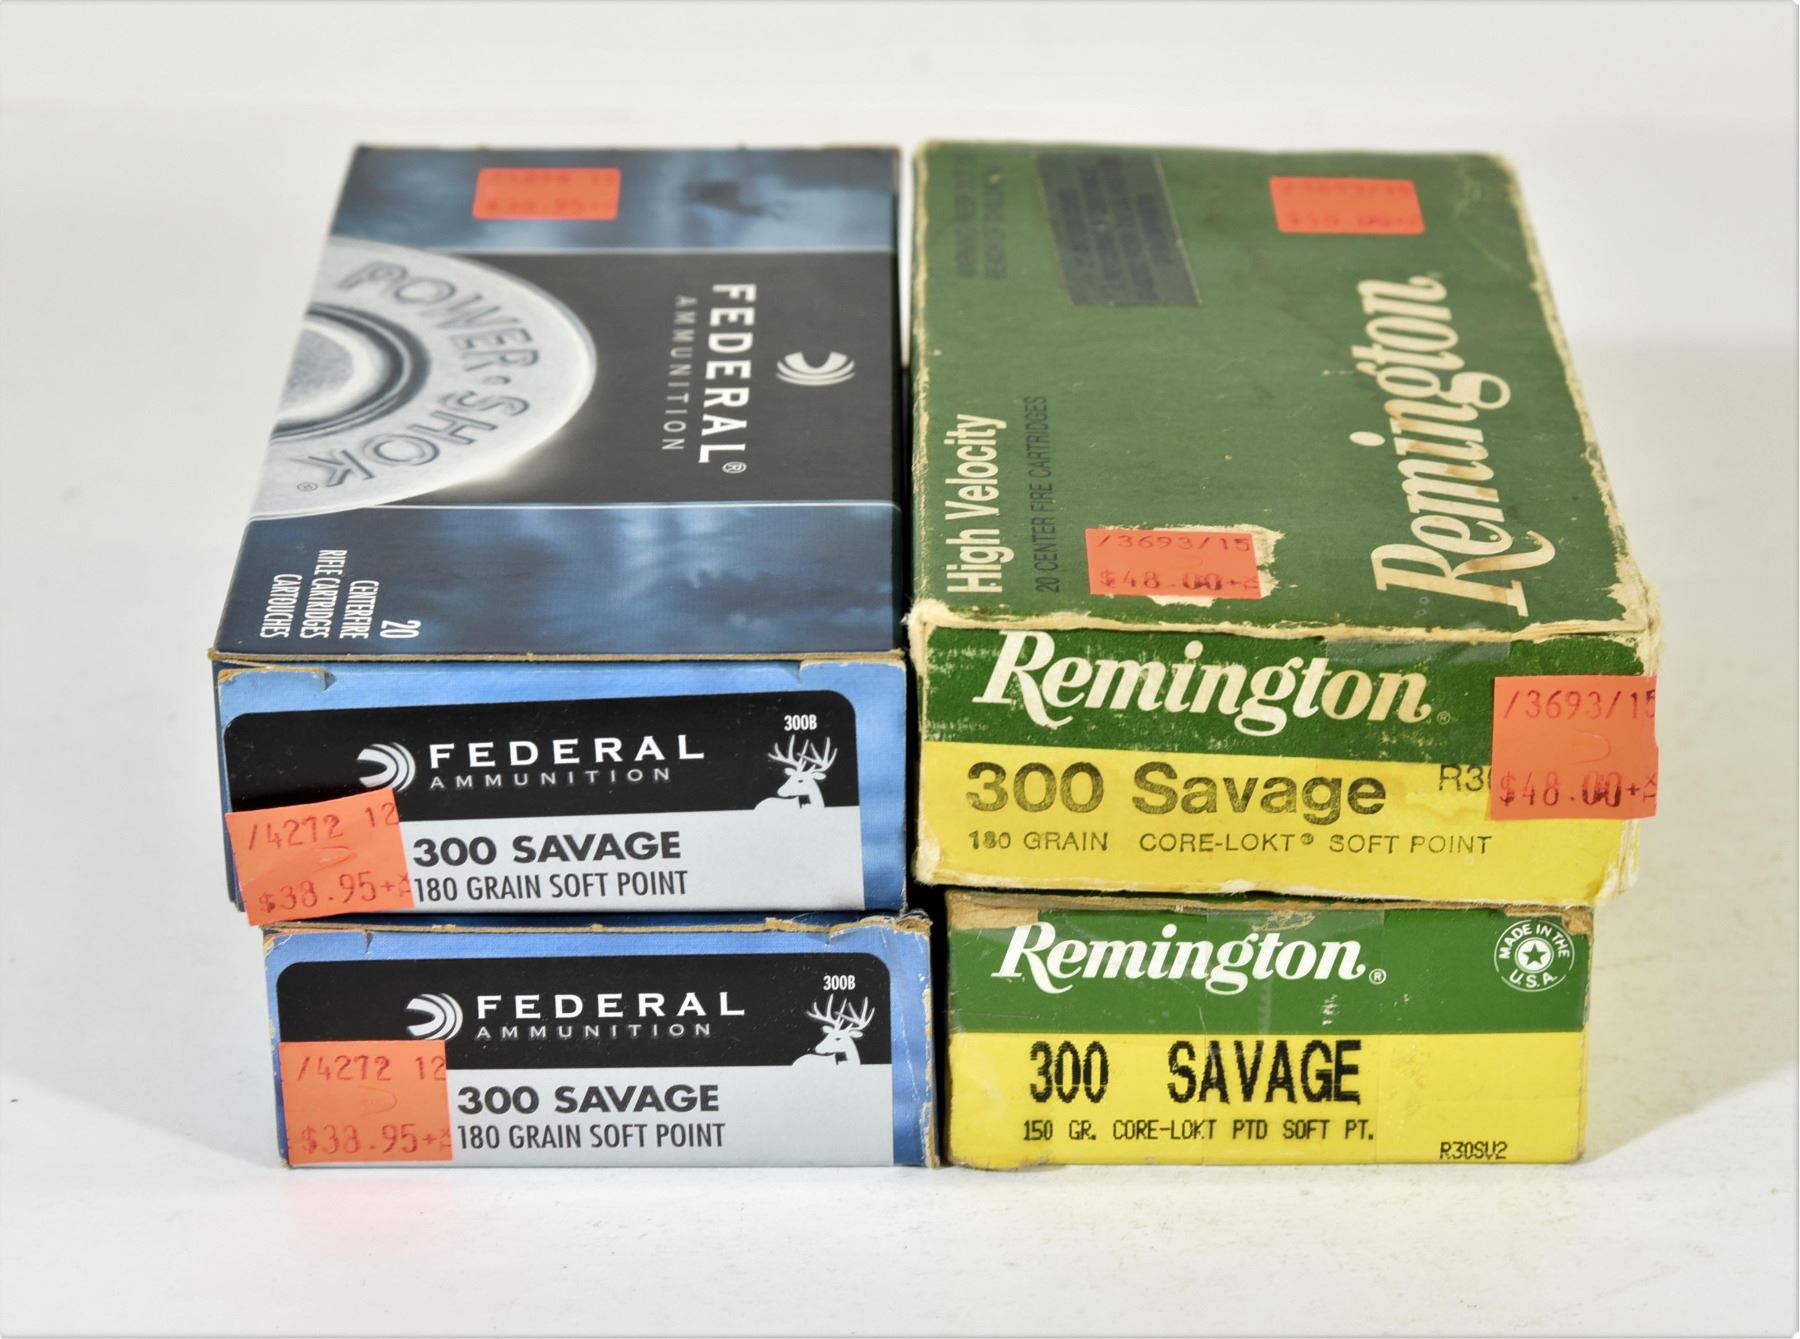 $38.95+
POWER·SHOK®
FEDERAL®
AMMUNITION
20
CENTERFIRE
RIFLE CARTRIDGES
CARTOUCHES
300B
FEDERAL
AMMUNITION
/4272 12
$38.95+
300 SAVAGE
180 GRAIN SOFT POINT
300B
FEDERAL
AMMUNITION
/4272 12
$38.95+
300 SAVAGE
180 GRAIN SOFT POINT
Remington
High Velocity
20 CENTER FIRE CARTRIDGES
/3693/15
$48.00+
Remington®
/3693/15
$48.00+
300 Savage
R3
180 GRAIN CORE-LOKT® SOFT POINT
Remington®
MADE IN THE
U.S.A.
300 SAVAGE
150 GR. CORE-LOKT PTD SOFT PT.
R30SV2